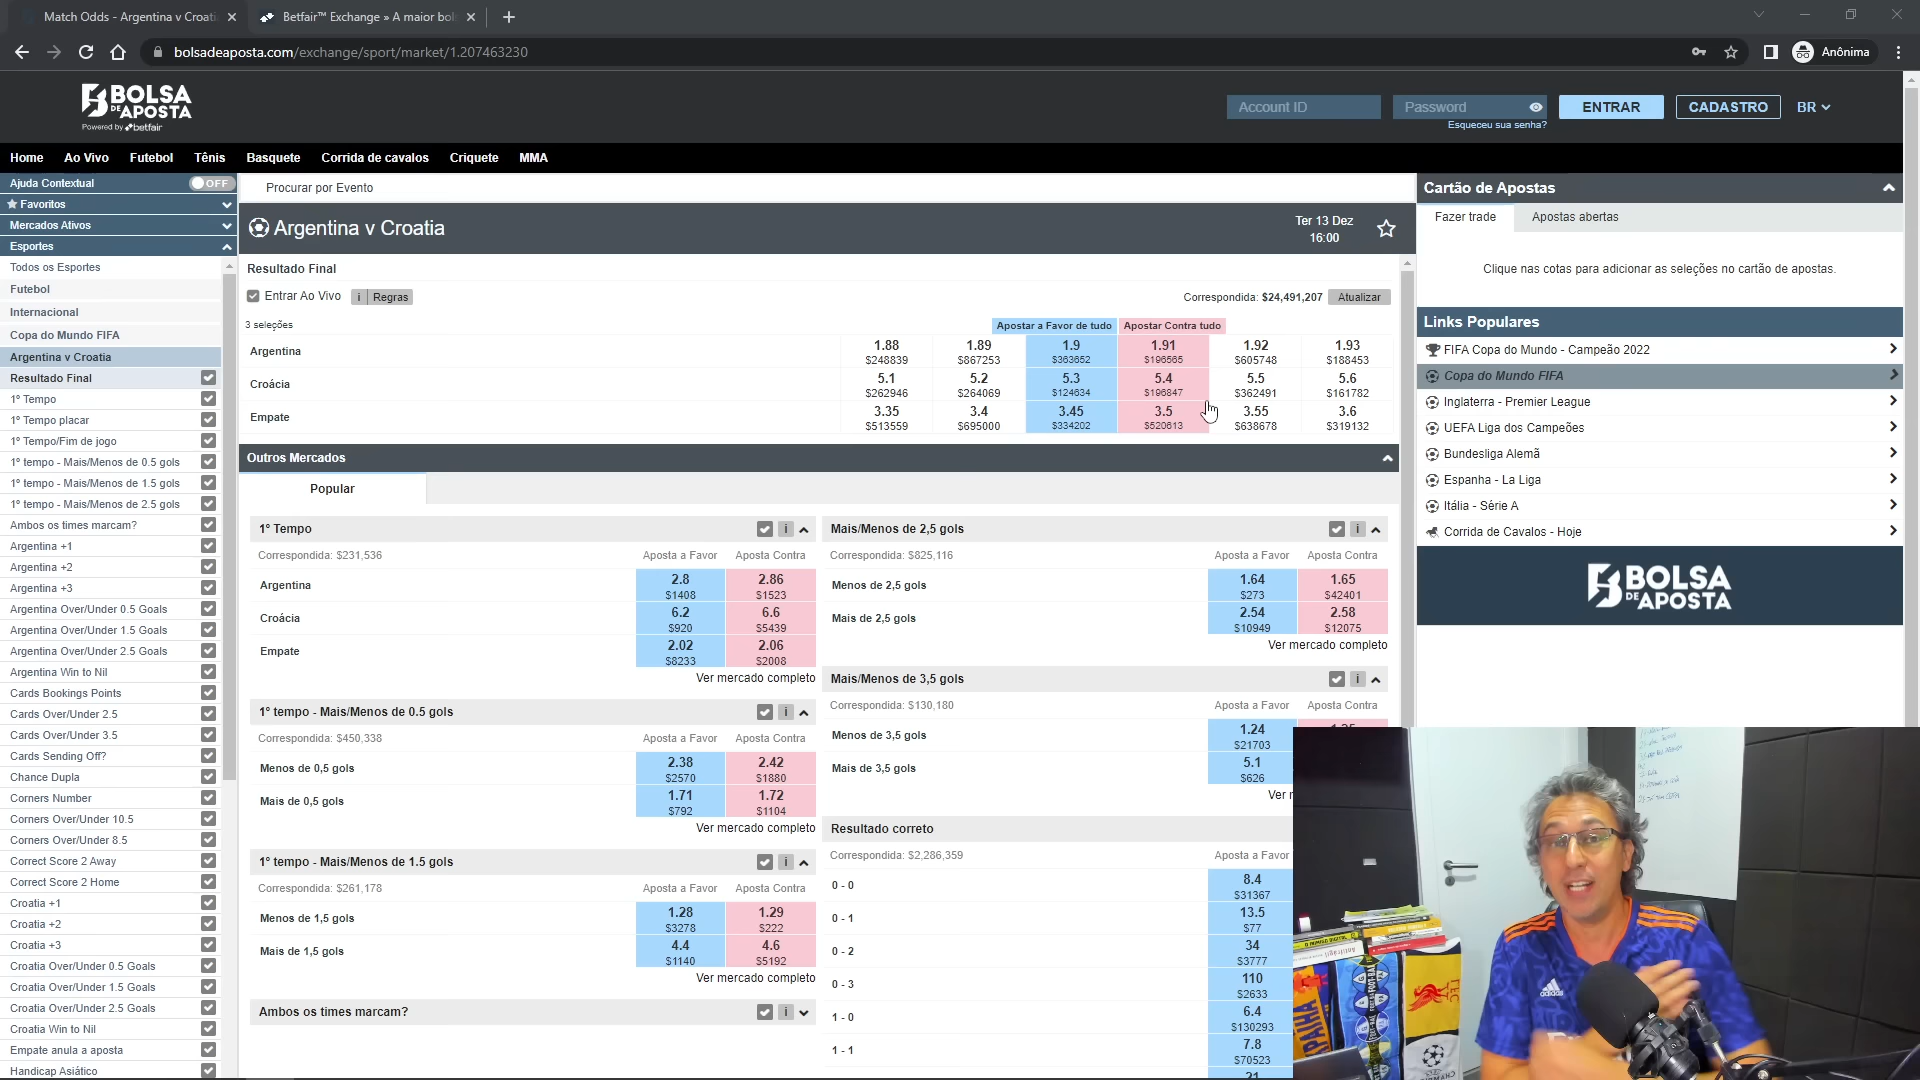 Match Odds - Argentina v Croati
Betfair™ Exchange » A maior bol
bolsadeaposta.com/exchange/sport/market/1.207463230
Anônima
BOLSA
DE APOSTA
Powered by betfair
Account ID
Password
ENTRAR
CADASTRO
BR
Esqueceu sua senha?
Home
Ao Vivo
Futebol
Tênis
Basquete
Corrida de cavalos
Criquete
MMA
Ajuda Contextual
OFF
Favoritos
Mercados Ativos
Esportes
Todos os Esportes
Futebol
Internacional
Copa do Mundo FIFA
Argentina v Croatia
Resultado Final
1º Tempo
1º Tempo placar
1º Tempo/Fim de jogo
1º tempo - Mais/Menos de 0.5 gols
1º tempo - Mais/Menos de 1.5 gols
1º tempo - Mais/Menos de 2.5 gols
Ambos os times marcam?
Argentina +1
Argentina +2
Argentina +3
Argentina Over/Under 0.5 Goals
Argentina Over/Under 1.5 Goals
Argentina Over/Under 2.5 Goals
Argentina Win to Nil
Cards Bookings Points
Cards Over/Under 2.5
Cards Over/Under 3.5
Cards Sending Off?
Chance Dupla
Corners Number
Corners Over/Under 10.5
Corners Over/Under 8.5
Correct Score 2 Away
Correct Score 2 Home
Croatia +1
Croatia +2
Croatia +3
Croatia Over/Under 0.5 Goals
Croatia Over/Under 1.5 Goals
Croatia Over/Under 2.5 Goals
Croatia Win to Nil
Empate anula a aposta
Handicap Asiático
Procurar por Evento
Argentina v Croatia
Ter 13 Dez
16:00
Resultado Final
Entrar Ao Vivo
i Regras
Correspondida: $24,491,207
Atualizar
3 seleções
Apostar a Favor de tudo
Apostar Contra tudo
Argentina
1.88 1.89 1.9 1.91 1.92 1.93
$248839 $867253 $363652 $196565 $605748 $188453
Croácia
5.1 5.2 5.3 5.4 5.5 5.6
$262946 $264069 $124634 $196847 $362491 $161782
Empate
3.35 3.4 3.45 3.5 3.55 3.6
$513559 $695000 $334202 $520613 $638678 $319132
Outros Mercados
Popular
1º Tempo
i
Correspondida: $231,536
Aposta a Favor
Aposta Contra
Argentina
2.8 2.86
$1408 $1523
Croácia
6.2 6.6
$920 $5439
Empate
2.02 2.06
$8233 $2008
Ver mercado completo
1º tempo - Mais/Menos de 0.5 gols
i
Correspondida: $450,338
Aposta a Favor
Aposta Contra
Menos de 0,5 gols
2.38 2.42
$2570 $1880
Mais de 0,5 gols
1.71 1.72
$792 $1104
Ver mercado completo
1º tempo - Mais/Menos de 1.5 gols
i
Correspondida: $261,178
Aposta a Favor
Aposta Contra
Menos de 1,5 gols
1.28 1.29
$3278 $222
Mais de 1,5 gols
4.4 4.6
$1140 $5192
Ver mercado completo
Ambos os times marcam?
i
Mais/Menos de 2,5 gols
i
Correspondida: $825,116
Aposta a Favor
Aposta Contra
Menos de 2,5 gols
1.64 1.65
$273 $42401
Mais de 2,5 gols
2.54 2.58
$10949 $12075
Ver mercado completo
Mais/Menos de 3,5 gols
i
Correspondida: $130,180
Aposta a Favor
Aposta Contra
Menos de 3,5 gols
1.24
$21703
Mais de 3,5 gols
5.1
$626
Ver
Resultado correto
Correspondida: $2,286,359
Aposta a Favor
0 - 0
8.4
$31367
0 - 1
13.5
$77
0 - 2
34
$3777
0 - 3
110
$2633
1 - 0
6.4
$130293
1 - 1
7.8
$70523
21
Cartão de Apostas
Fazer trade
Apostas abertas
Clique nas cotas para adicionar as seleções no cartão de apostas.
Links Populares
FIFA Copa do Mundo - Campeão 2022
Copa do Mundo FIFA
Inglaterra - Premier League
UEFA Liga dos Campeões
Bundesliga Alemã
Espanha - La Liga
Itália - Série A
Corrida de Cavalos - Hoje
BOLSA
DE APOSTA
adidas